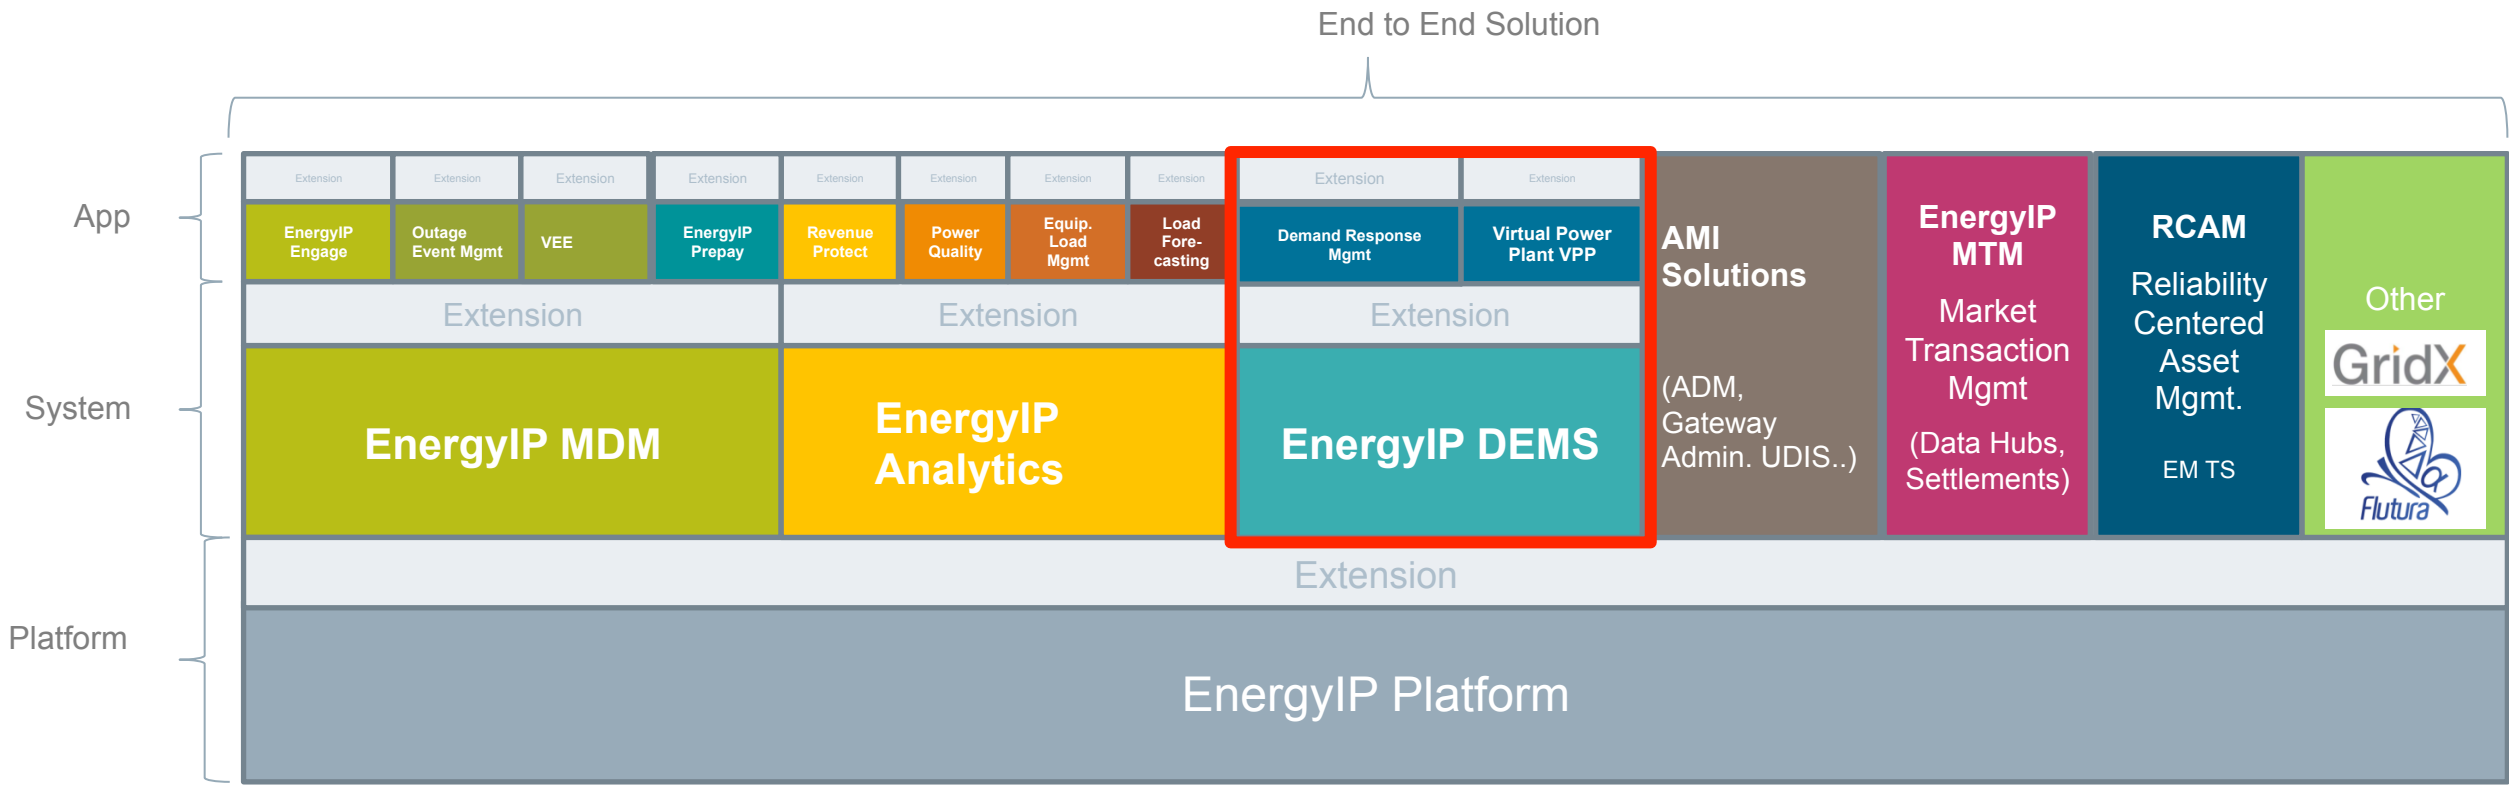 End to End Solution
App
System
Platform
Extension
Extension
Extension
Extension
Extension
Extension
Extension
Extension
Extension
Extension
EnergyIP
Engage
Outage
Event Mgmt
VEE
EnergyIP
Prepay
Revenue
Protect
Power
Quality
Equip.
Load
Mgmt
Load
Fore-
casting
Demand Response
Mgmt
Virtual Power
Plant VPP
Extension
Extension
Extension
EnergyIP MDM
EnergyIP
Analytics
EnergyIP DEMS
AMI
Solutions
(ADM,
Gateway
Admin. UDIS..)
EnergyIP
MTM
Market
Transaction
Mgmt
(Data Hubs,
Settlements)
RCAM
Reliability
Centered
Asset
Mgmt.
EM TS
Other
GridX
Flutura
Extension
EnergyIP Platform